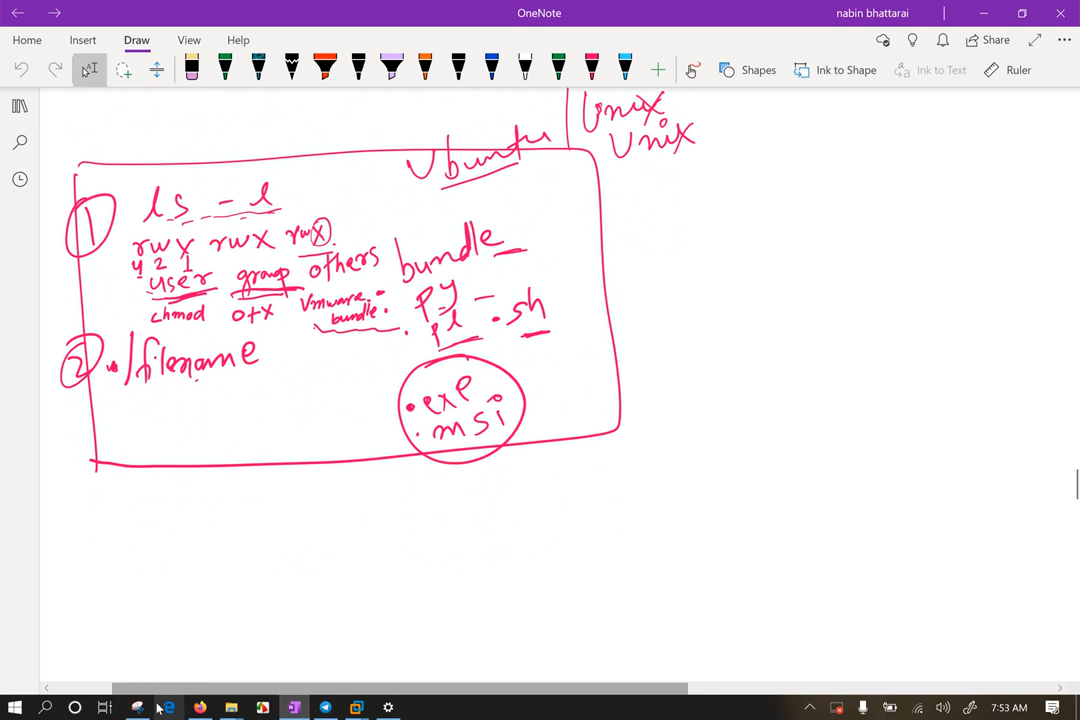 OneNote
nabin bhattarai
Home Insert Draw View Help
Share
Shapes Ink to Shape Ink to Text Ruler
Unix
Unix
Ubuntu
1 ls - l
rwx rwx rwx
4 2 1
user group others bundle
chmod o+x vmware. .py
bundle. .pl .sh
2 ./filename
.exe
.msi
7:53 AM